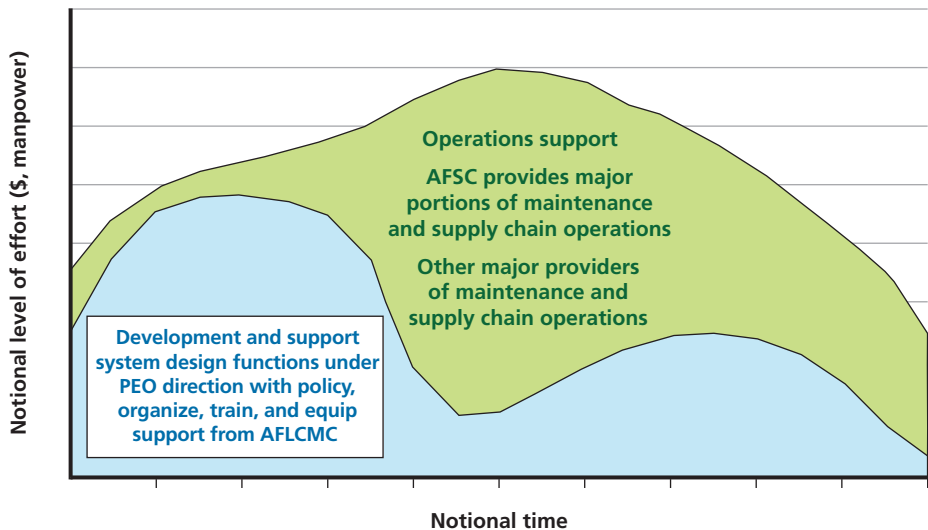 Notional level of effort ($, manpower)
Operations support
AFSC provides major
portions of maintenance
and supply chain operations
Other major providers
of maintenance and
supply chain operations
Development and support
system design functions under
PEO direction with policy,
organize, train, and equip
support from AFLCMC
Notional time